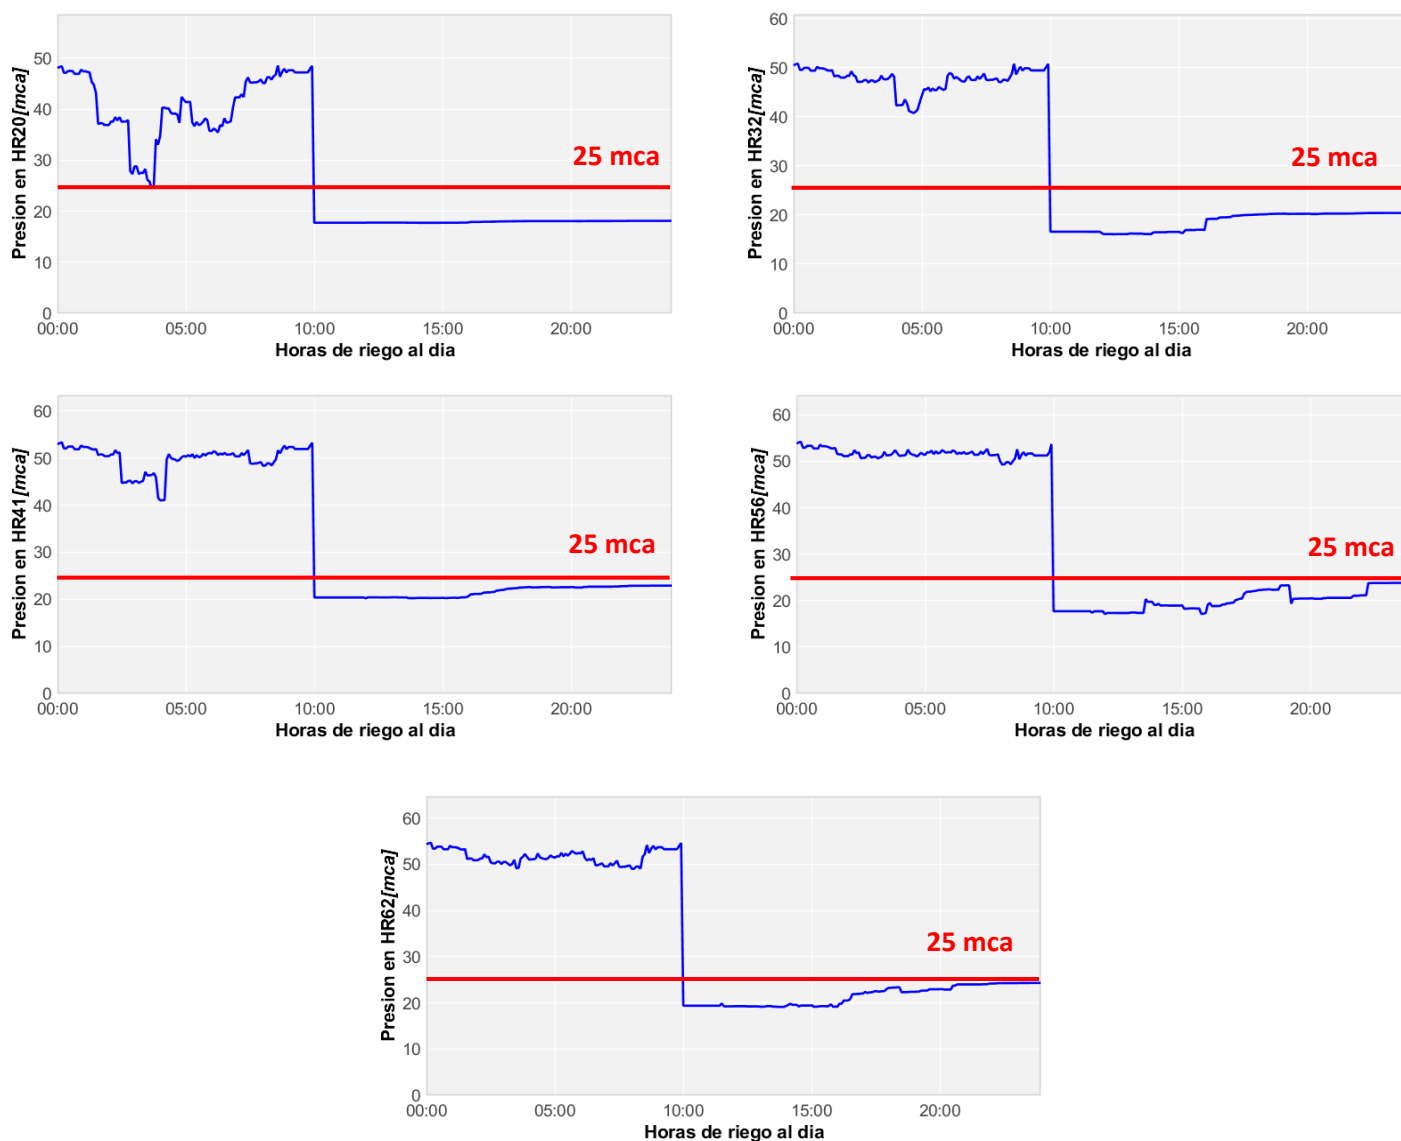 Presion en HR20[mca]
50
40
30
20
10
0
25 mca
00:00 05:00 10:00 15:00 20:00
Horas de riego al dia
Presion en HR32[mca]
60
50
40
30
20
10
0
25 mca
00:00 05:00 10:00 15:00 20:00
Horas de riego al dia
Presion en HR41[mca]
60
50
40
30
20
10
0
25 mca
00:00 05:00 10:00 15:00 20:00
Horas de riego al dia
Presion en HR56[mca]
60
50
40
30
20
10
0
25 mca
00:00 05:00 10:00 15:00 20:00
Horas de riego al dia
Presion en HR62[mca]
60
50
40
30
20
10
0
25 mca
00:00 05:00 10:00 15:00 20:00
Horas de riego al dia